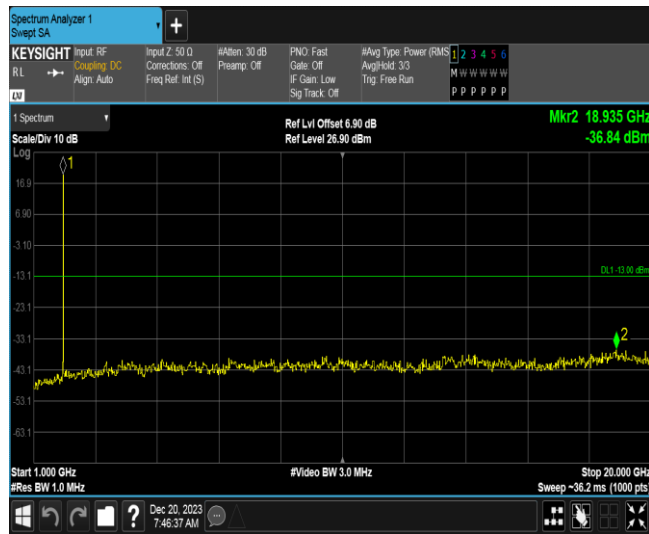 Spectrum Analyzer 1
Swept SA
+
KEYSIGHT
RL
LXI
Input: RF
Coupling: DC
Align: Auto
Input Z: 50 Ω
Corrections: Off
Freq Ref: Int (S)
#Atten: 30 dB
Preamp: Off
PNO: Fast
Gate: Off
IF Gain: Low
Sig Track: Off
#Avg Type: Power (RMS
Avg|Hold: 3/3
Trig: Free Run
1 2 3 4 5 6
M W W W W W
P P P P P P
1 Spectrum
Scale/Div 10 dB
Log
Ref Lvl Offset 6.90 dB
Ref Level 26.90 dBm
Mkr2 18.935 GHz
-36.84 dBm
1
16.9
6.90
-3.10
-13.1
DL1 -13.00 dBm
-23.1
-33.1
2
-43.1
-53.1
-63.1
Start 1.000 GHz
#Res BW 1.0 MHz
#Video BW 3.0 MHz
Stop 20.000 GHz
Sweep ~36.2 ms (1000 pts)
?
Dec 20, 2023
7:46:37 AM